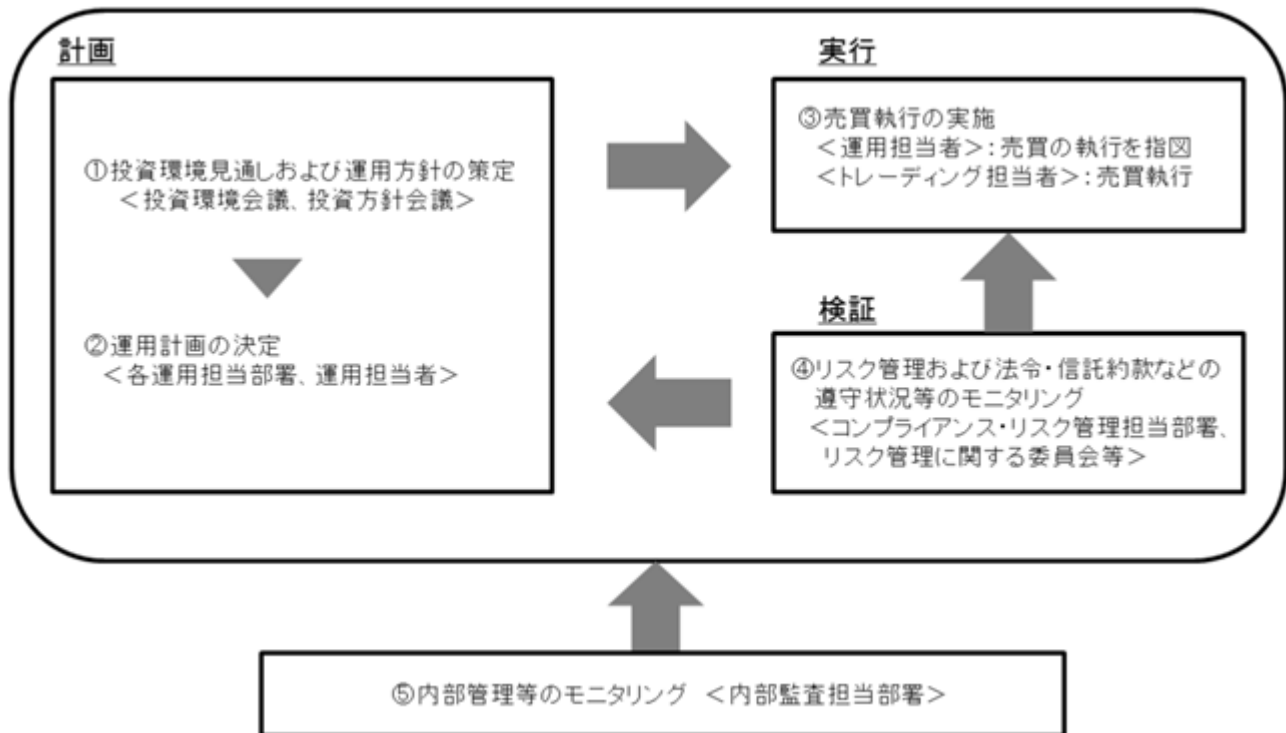 計画
①投資環境見通しおよび運用方針の策定
＜投資環境会議、投資方針会議＞
②運用計画の決定
＜各運用担当部署、運用担当者＞
実行
③売買執行の実施
＜運用担当者＞：売買の執行を指図
＜トレーディング担当者＞：売買執行
検証
④リスク管理および法令・信託約款などの
遵守状況等のモニタリング
＜コンプライアンス・リスク管理担当部署、
リスク管理に関する委員会等＞
⑤内部管理等のモニタリング ＜内部監査担当部署＞